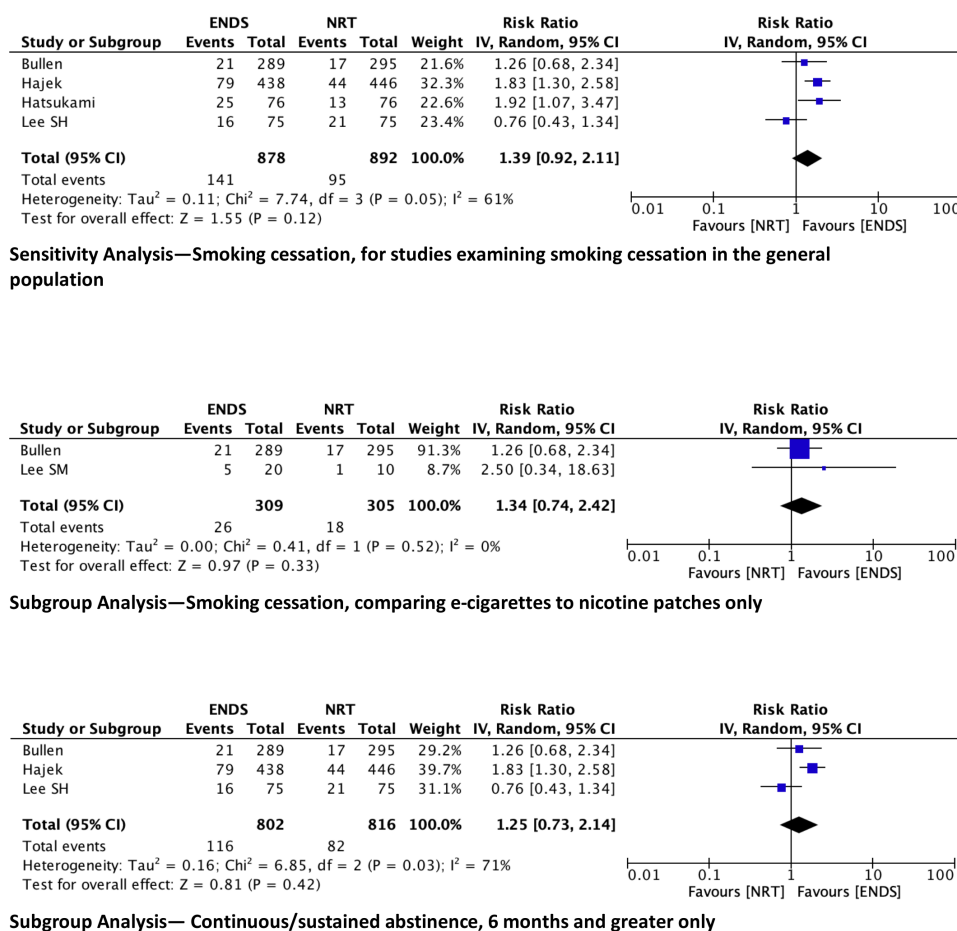 ENDS NRT Risk Ratio Risk Ratio
Study or Subgroup Events Total Events Total Weight IV, Random, 95% CI IV, Random, 95% CI
Bullen 21 289 17 295 21.6% 1.26 [0.68, 2.34]
Hajek 79 438 44 446 32.3% 1.83 [1.30, 2.58]
Hatsukami 25 76 13 76 22.6% 1.92 [1.07, 3.47]
Lee SH 16 75 21 75 23.4% 0.76 [0.43, 1.34]
Total (95% CI) 878 892 100.0% 1.39 [0.92, 2.11]
Total events 141 95
Heterogeneity: Tau² = 0.11; Chi² = 7.74, df = 3 (P = 0.05); I² = 61%
Test for overall effect: Z = 1.55 (P = 0.12)
0.01 0.1 1 10 100
Favours [NRT] Favours [ENDS]
Sensitivity Analysis—Smoking cessation, for studies examining smoking cessation in the general
population
ENDS NRT Risk Ratio Risk Ratio
Study or Subgroup Events Total Events Total Weight IV, Random, 95% CI IV, Random, 95% CI
Bullen 21 289 17 295 91.3% 1.26 [0.68, 2.34]
Lee SM 5 20 1 10 8.7% 2.50 [0.34, 18.63]
Total (95% CI) 309 305 100.0% 1.34 [0.74, 2.42]
Total events 26 18
Heterogeneity: Tau² = 0.00; Chi² = 0.41, df = 1 (P = 0.52); I² = 0%
Test for overall effect: Z = 0.97 (P = 0.33)
0.01 0.1 1 10 100
Favours [NRT] Favours [ENDS]
Subgroup Analysis—Smoking cessation, comparing e-cigarettes to nicotine patches only
ENDS NRT Risk Ratio Risk Ratio
Study or Subgroup Events Total Events Total Weight IV, Random, 95% CI IV, Random, 95% CI
Bullen 21 289 17 295 29.2% 1.26 [0.68, 2.34]
Hajek 79 438 44 446 39.7% 1.83 [1.30, 2.58]
Lee SH 16 75 21 75 31.1% 0.76 [0.43, 1.34]
Total (95% CI) 802 816 100.0% 1.25 [0.73, 2.14]
Total events 116 82
Heterogeneity: Tau² = 0.16; Chi² = 6.85, df = 2 (P = 0.03); I² = 71%
Test for overall effect: Z = 0.81 (P = 0.42)
0.01 0.1 1 10 100
Favours [NRT] Favours [ENDS]
Subgroup Analysis— Continuous/sustained abstinence, 6 months and greater only